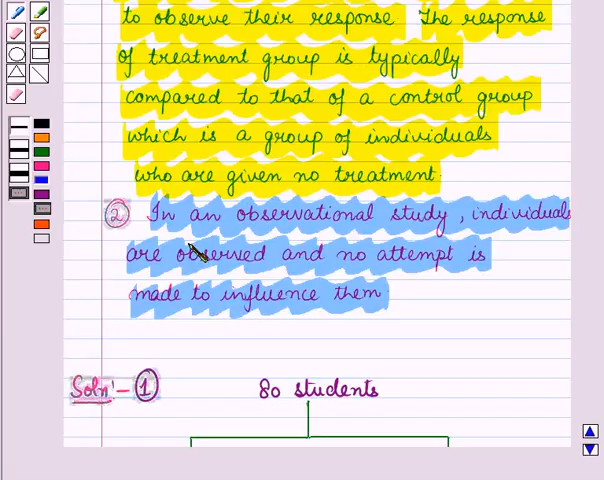 to observe their response. The response
of treatment group is typically
compared to that of a control group
which is a group of individuals
who are given no treatment.
② In an observational study, individuals
are observed and no attempt is
made to influence them
Soln - ① 80 students